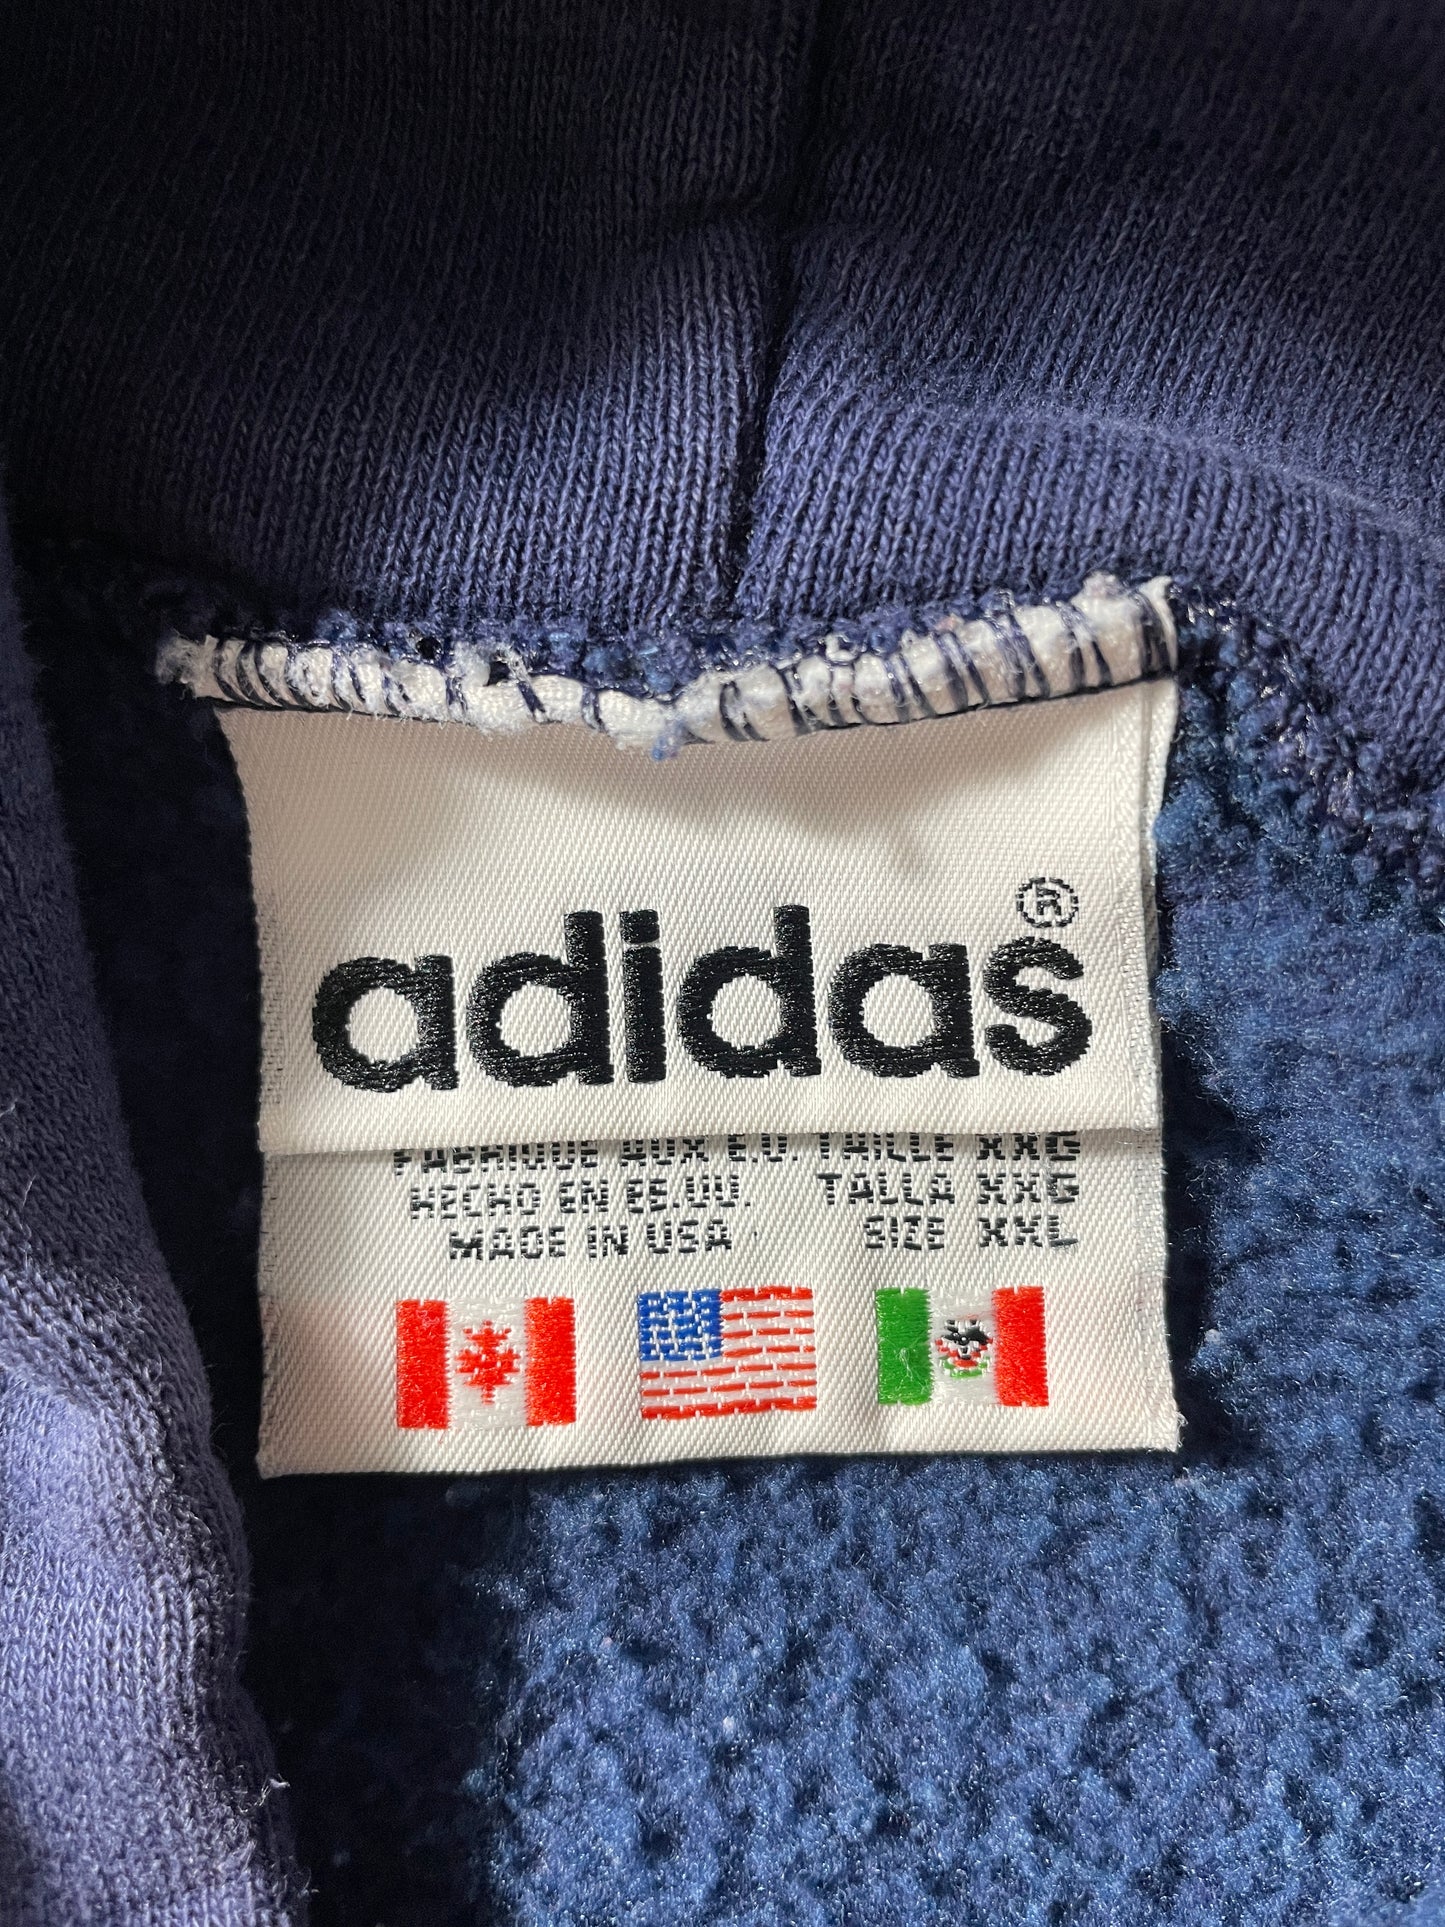 adidas®
FABRIQUE AUX E.U. TAILLE XXG
HECHO EN EE.UU. TALLA XXG
MADE IN USA SIZE XXL